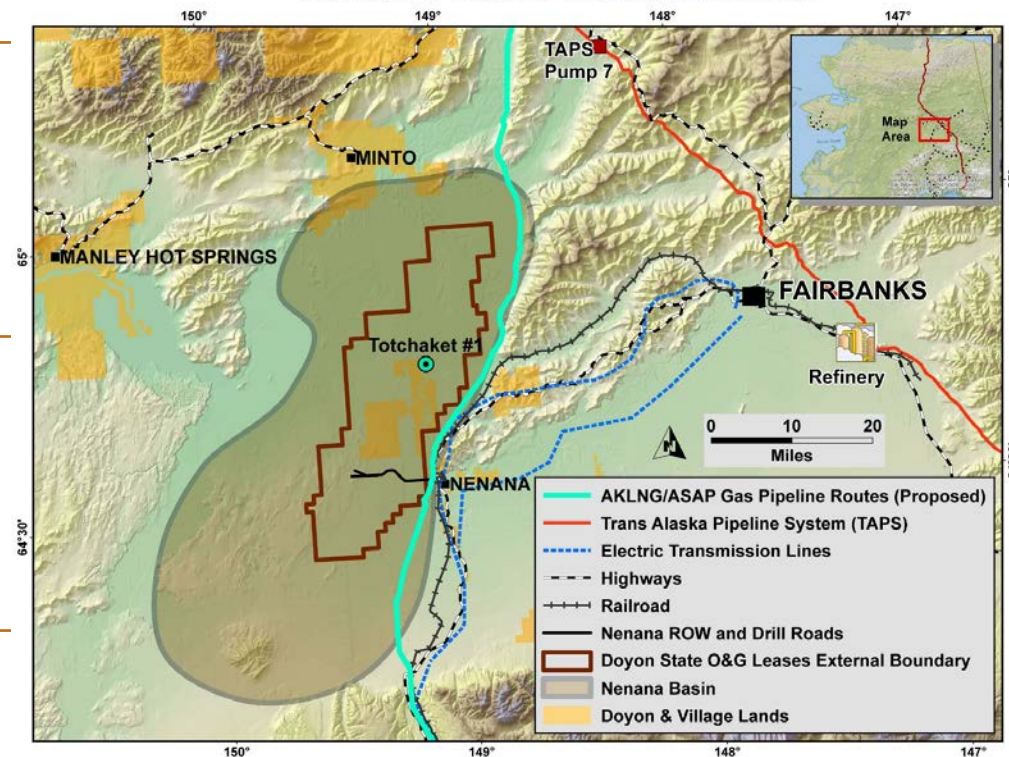 150°
149°
148°
147°
TAPS
Pump 7
Map
Area
MINTO
65°
MANLEY HOT SPRINGS
FAIRBANKS
Totchaket #1
Refinery
0 10 20
Miles
N
NENANA
64°30'
AKLNG/ASAP Gas Pipeline Routes (Proposed)
Trans Alaska Pipeline System (TAPS)
Electric Transmission Lines
Highways
Railroad
Nenana ROW and Drill Roads
Doyon State O&G Leases External Boundary
Nenana Basin
Doyon & Village Lands
150°
149°
148°
147°